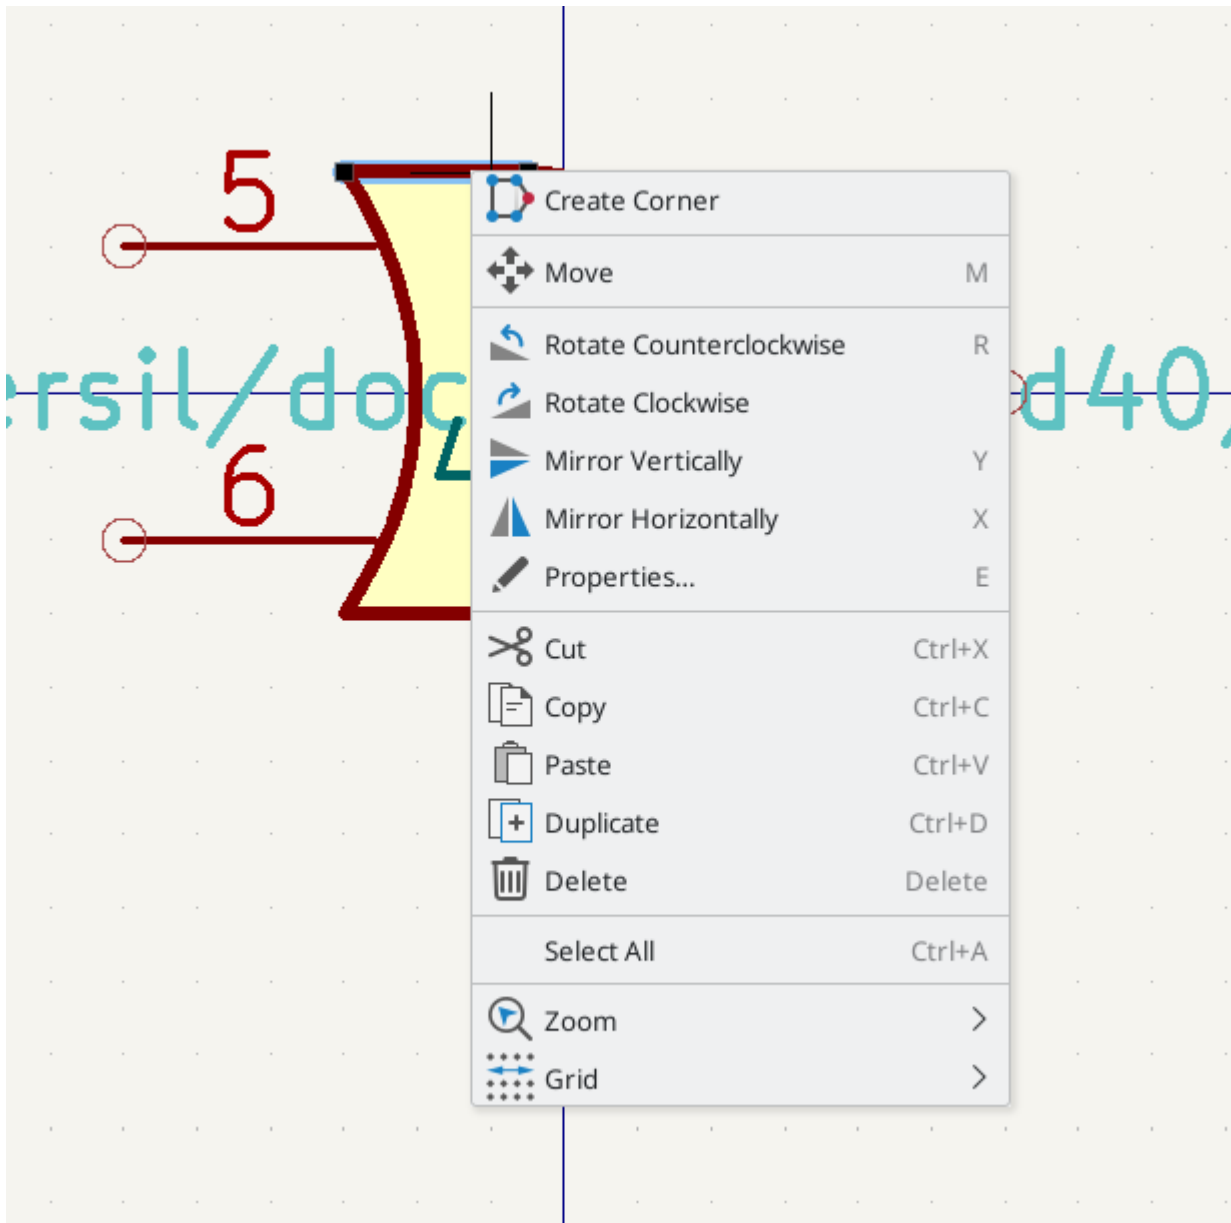 5
Create Corner
Move M
Rotate Counterclockwise R
ersil/doc d40/
Rotate Clockwise
Mirror Vertically Y
6
Mirror Horizontally X
Properties... E
Cut Ctrl+X
Copy Ctrl+C
Paste Ctrl+V
Duplicate Ctrl+D
Delete Delete
Select All Ctrl+A
Zoom
Grid